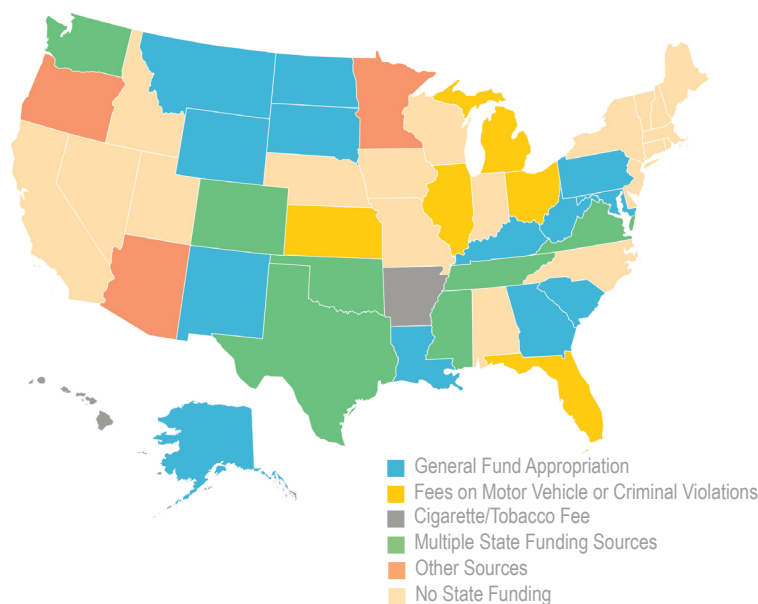 General Fund Appropriation
Fees on Motor Vehicle or Criminal Violations
Cigarette/Tobacco Fee
Multiple State Funding Sources
Other Sources
No State Funding